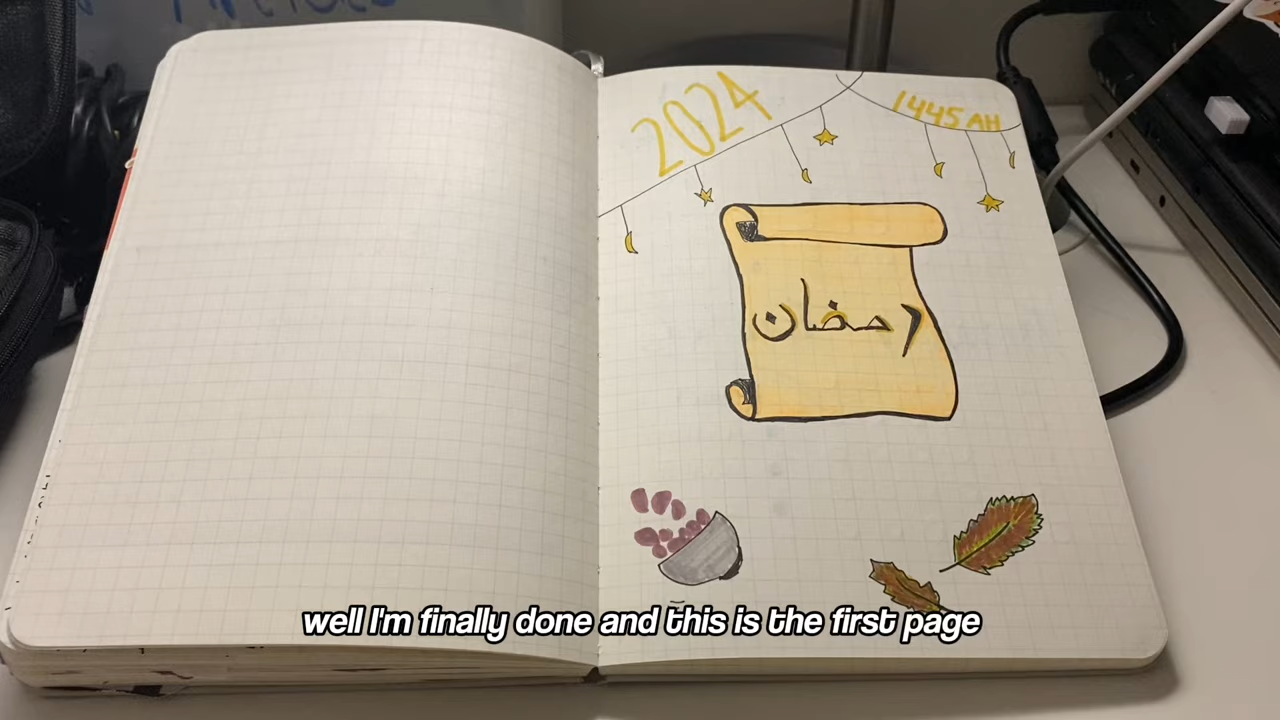 2024
1445 AH
رمضان
well I'm finally done and this is the first page